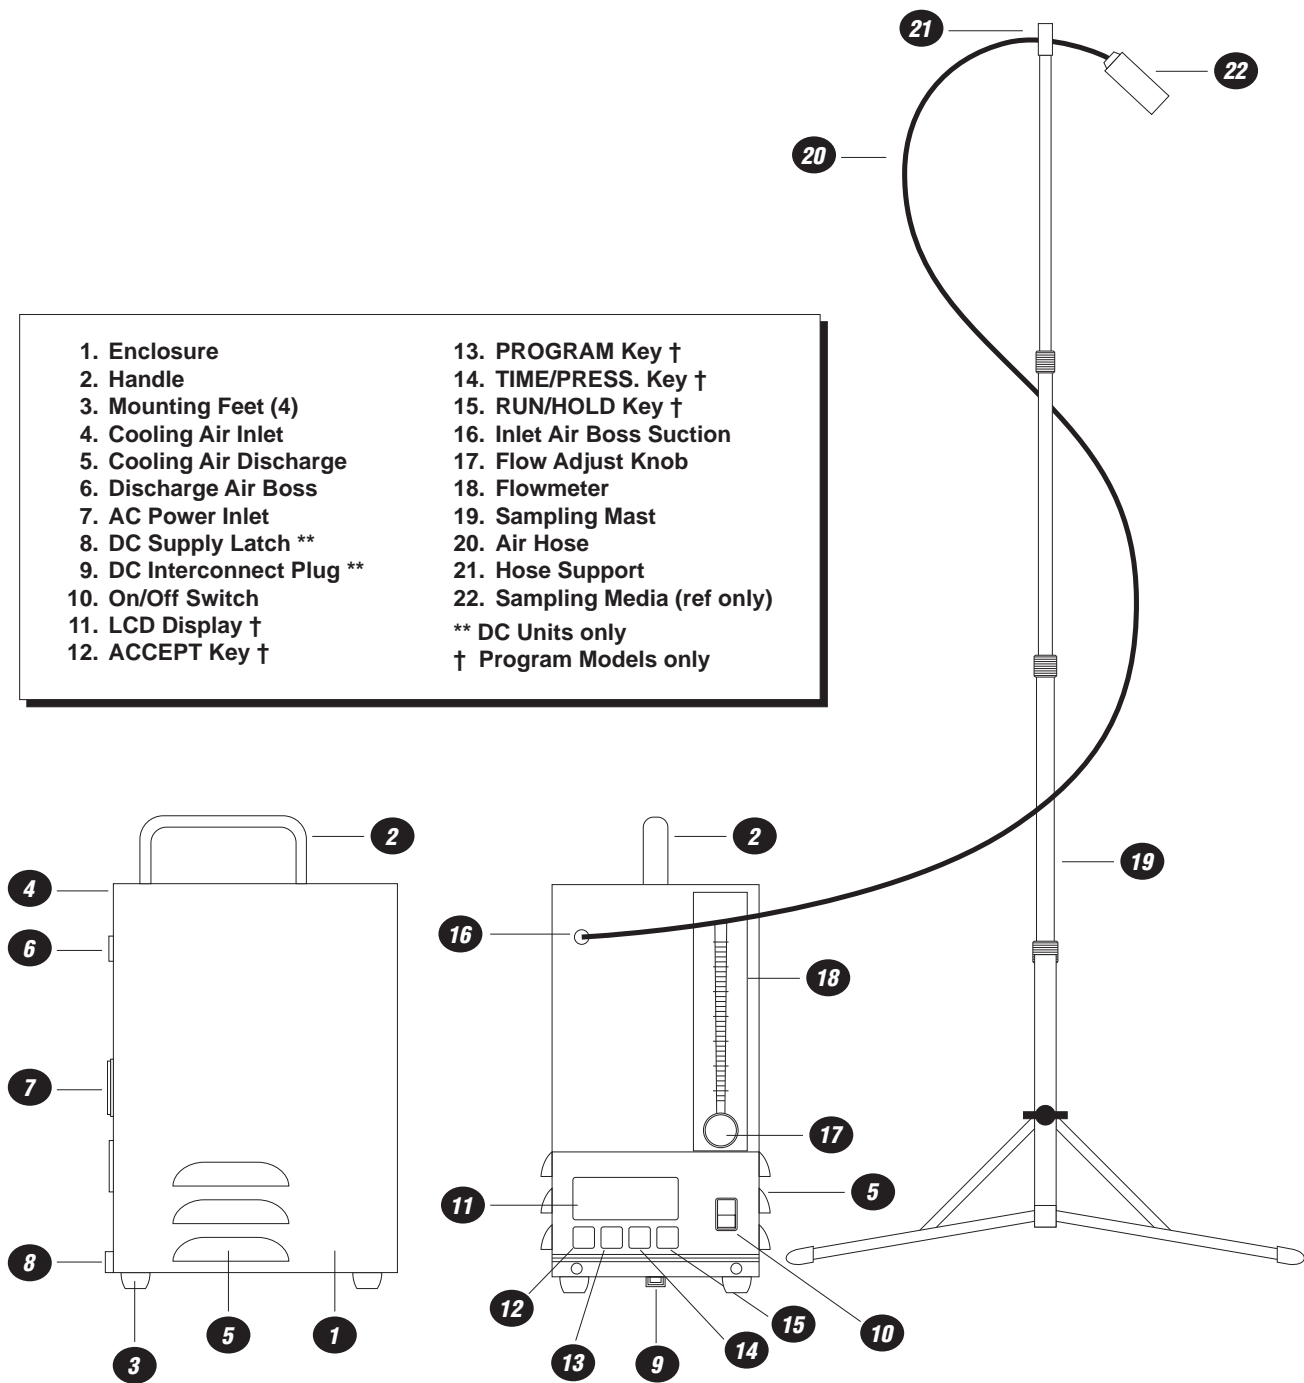 21
22
20
1. Enclosure
2. Handle
3. Mounting Feet (4)
4. Cooling Air Inlet
5. Cooling Air Discharge
6. Discharge Air Boss
7. AC Power Inlet
8. DC Supply Latch **
9. DC Interconnect Plug **
10. On/Off Switch
11. LCD Display †
12. ACCEPT Key †
13. PROGRAM Key †
14. TIME/PRESS. Key †
15. RUN/HOLD Key †
16. Inlet Air Boss Suction
17. Flow Adjust Knob
18. Flowmeter
19. Sampling Mast
20. Air Hose
21. Hose Support
22. Sampling Media (ref only)
** DC Units only
† Program Models only
2
2
4
19
6
16
18
7
17
11
5
8
12
15
10
3
5
1
13
9
14